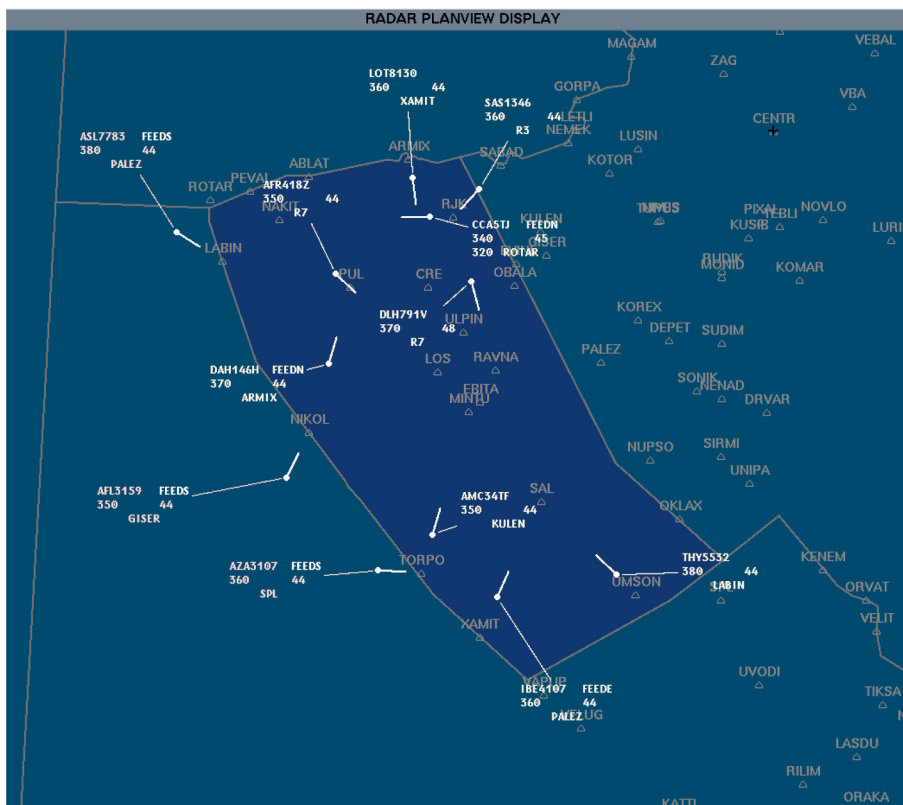 RADAR PLANVIEW DISPLAY
MAGAM
VEBAL
ZAG
LOT8130
360 44
XAMIT
GORPA
SAS1346
360 44
R3
VBA
LETLI
NEMEK
CENTR
ASL7783 FEEDS
380 44
PALEZ
ARMIX
SABAD
LUSIN
KOTOR
ABLAT
PEVAL
ROTAR
AFR418Z
350 44
R7
NAKIT
RJK
CCA5TJ FEEDN
340 45
320 ROTAR
KULEN
GISER
PIXAL
TEBLI
NOVLO
KUSIB
LABIN
LURI
RUDIK
MONID
KOMAR
PUL
CRE
OBALA
DLH791V
370 48
R7
ULPIN
KOREX
DEPET
SUDIM
PALEZ
LOS
RAVNA
DAH146H FEEDN
370 44
ARMIX
SONIK
NENAD
DRVAR
MINTU
NIKOL
NUPSO
SIRMI
UNIPA
AFL3159 FEEDS
350 44
GISER
AMC34TF
350 44
KULEN
SAL
OKLAX
AZA3107 FEEDS
360 44
SPL
TORPO
THY5532
380 44
LABIN
UMSON
KENEM
ORVAT
XAMIT
VELIT
UVODI
IBE4107 FEEDE
360 44
PALEZ
VELUG
TIKSA
LASDU
RILIM
ORAKA